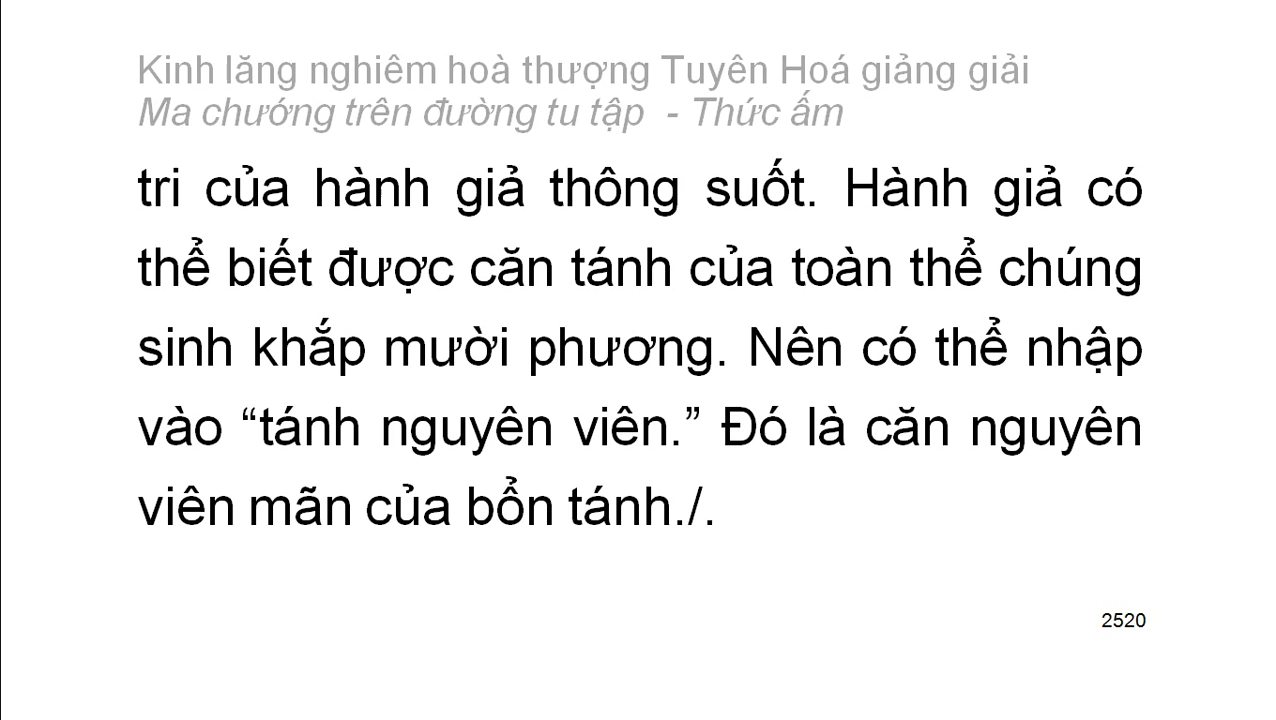 Kinh lăng nghiêm hoà thượng Tuyên Hoá giảng giải
Ma chướng trên đường tu tập - Thức ấm
tri của hành giả thông suốt. Hành giả có
thể biết được căn tánh của toàn thể chúng
sinh khắp mười phương. Nên có thể nhập
vào “tánh nguyên viên.” Đó là căn nguyên
viên mãn của bổn tánh./.
2520